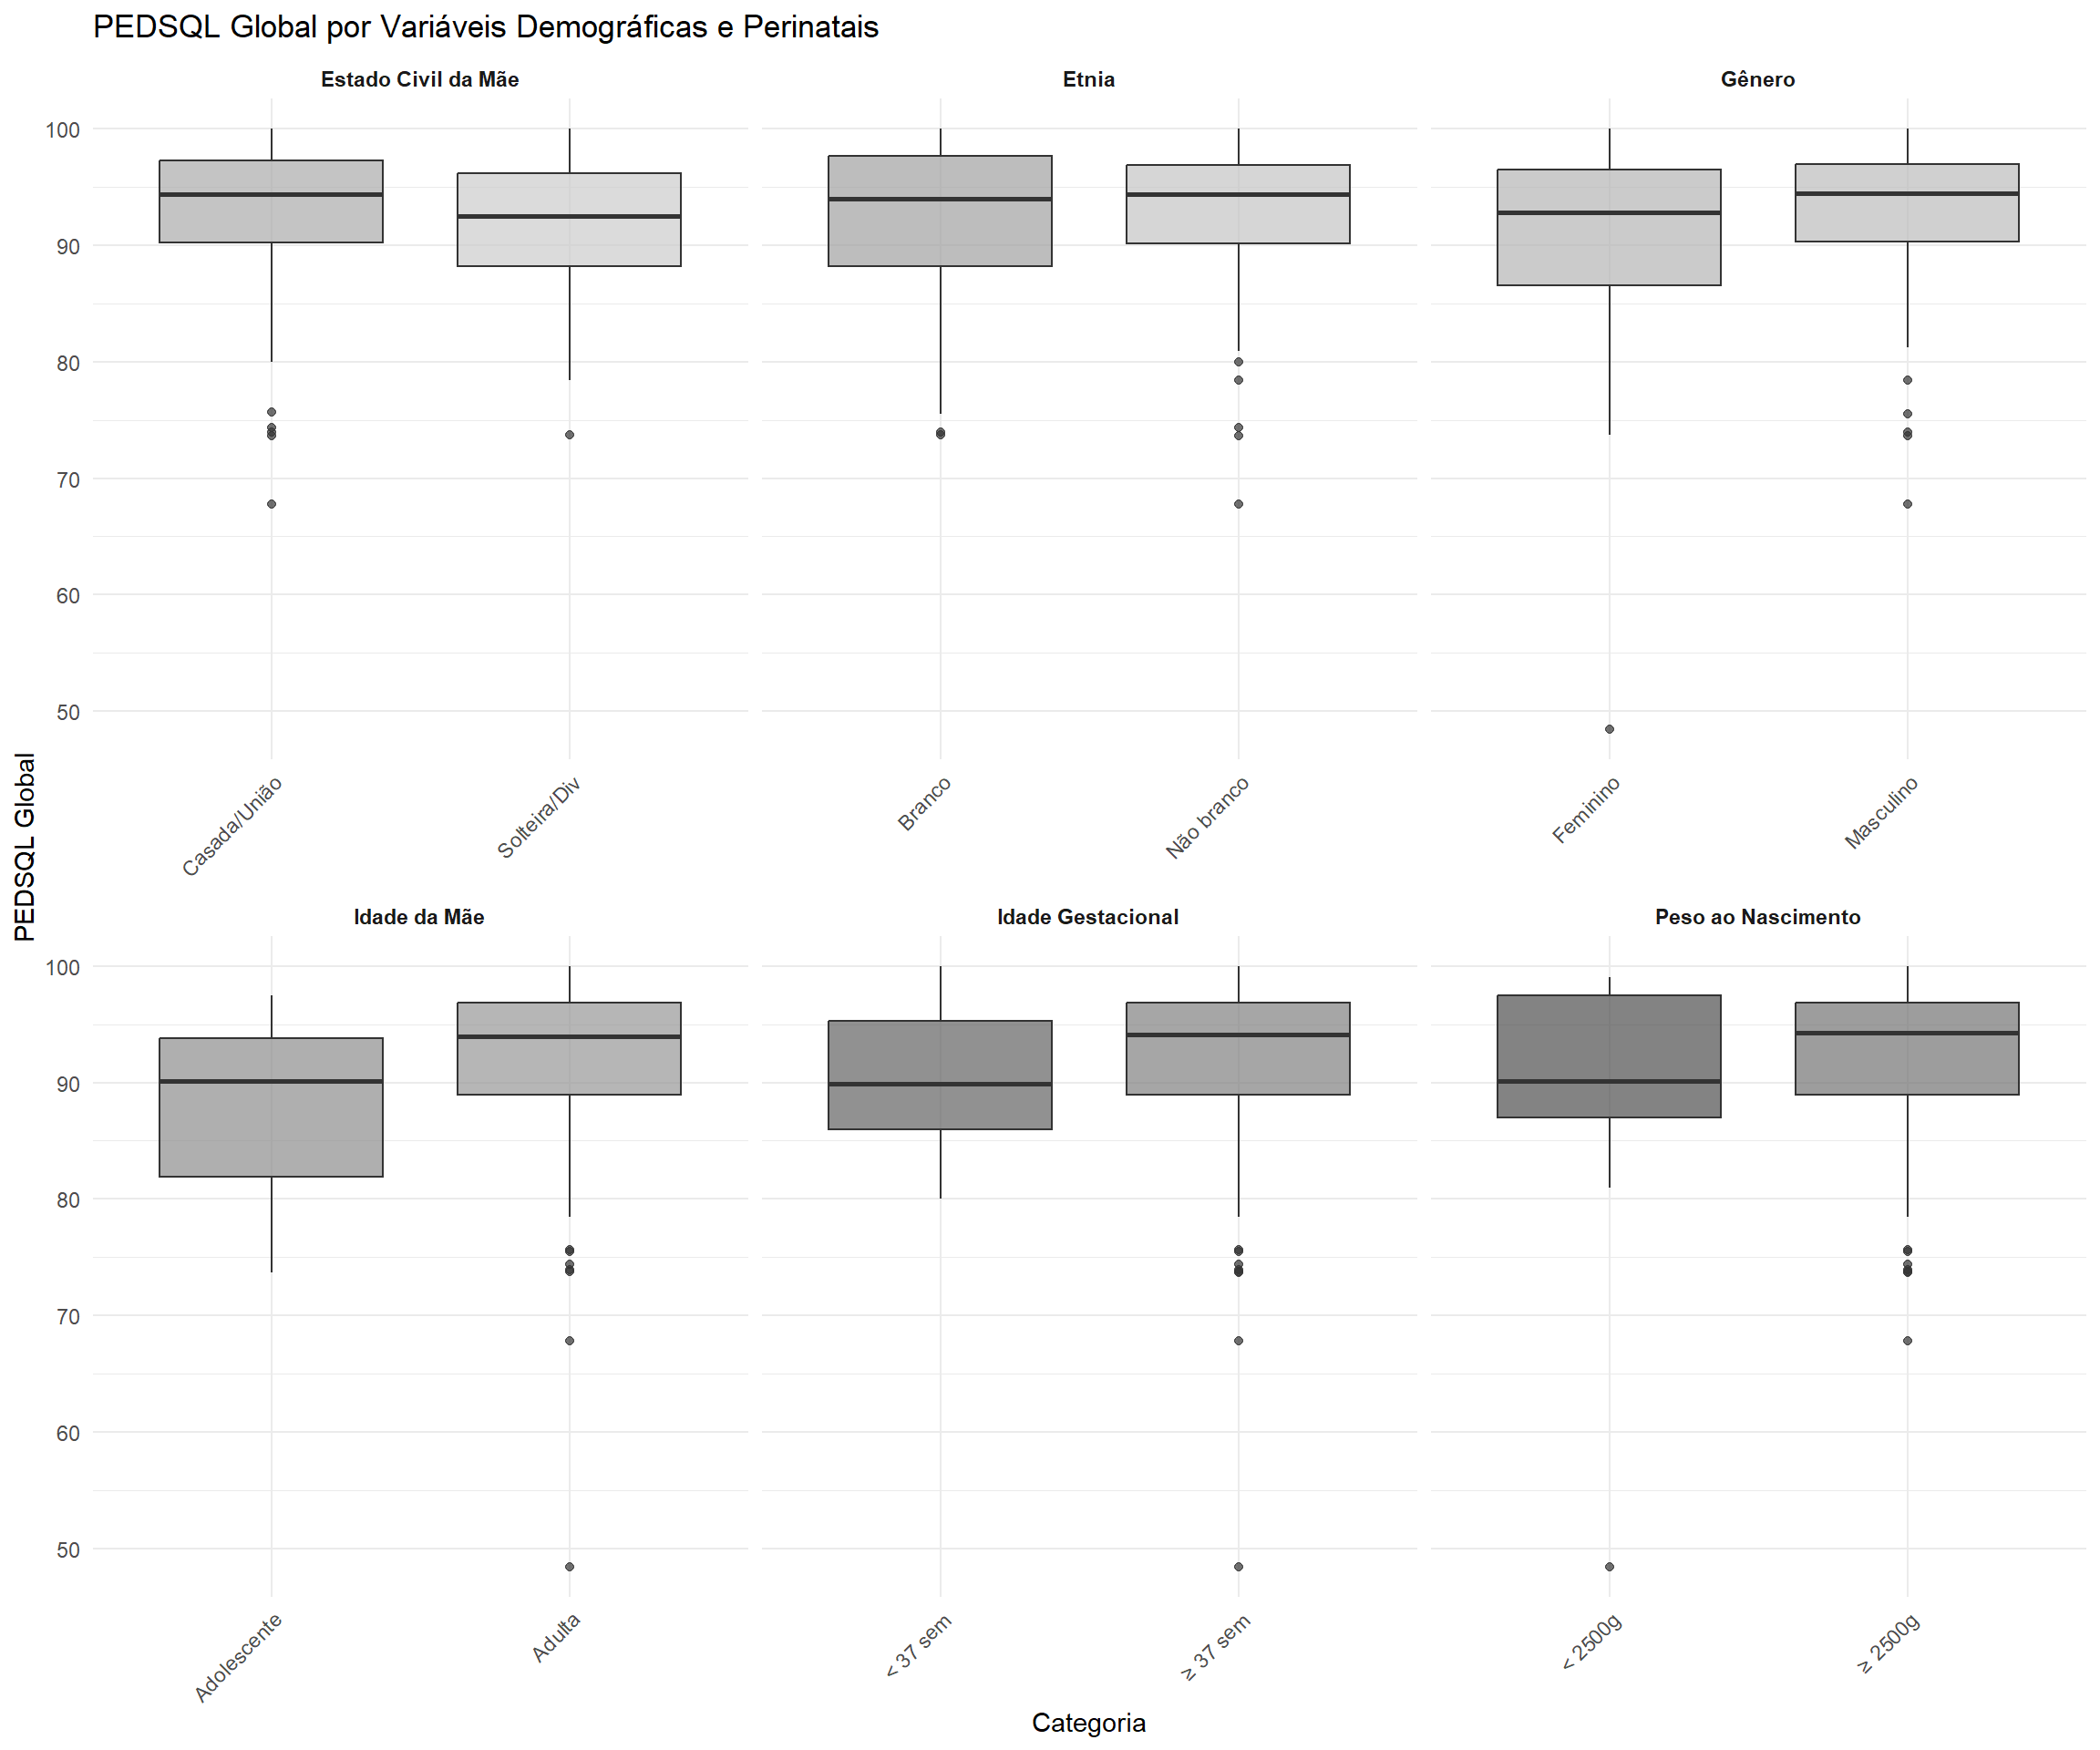 PEDSQL Global por Variáveis Demográficas e Perinatais
Estado Civil da Mãe
Etnia
Gênero
100
90
80
70
60
50
Casada/União
Solteira/Div
Branco
Não branco
Feminino
Masculino
PEDSQL Global
Idade da Mãe
Idade Gestacional
Peso ao Nascimento
100
90
80
70
60
50
Adolescente
Adulta
< 37 sem
≥ 37 sem
< 2500g
≥ 2500g
Categoria